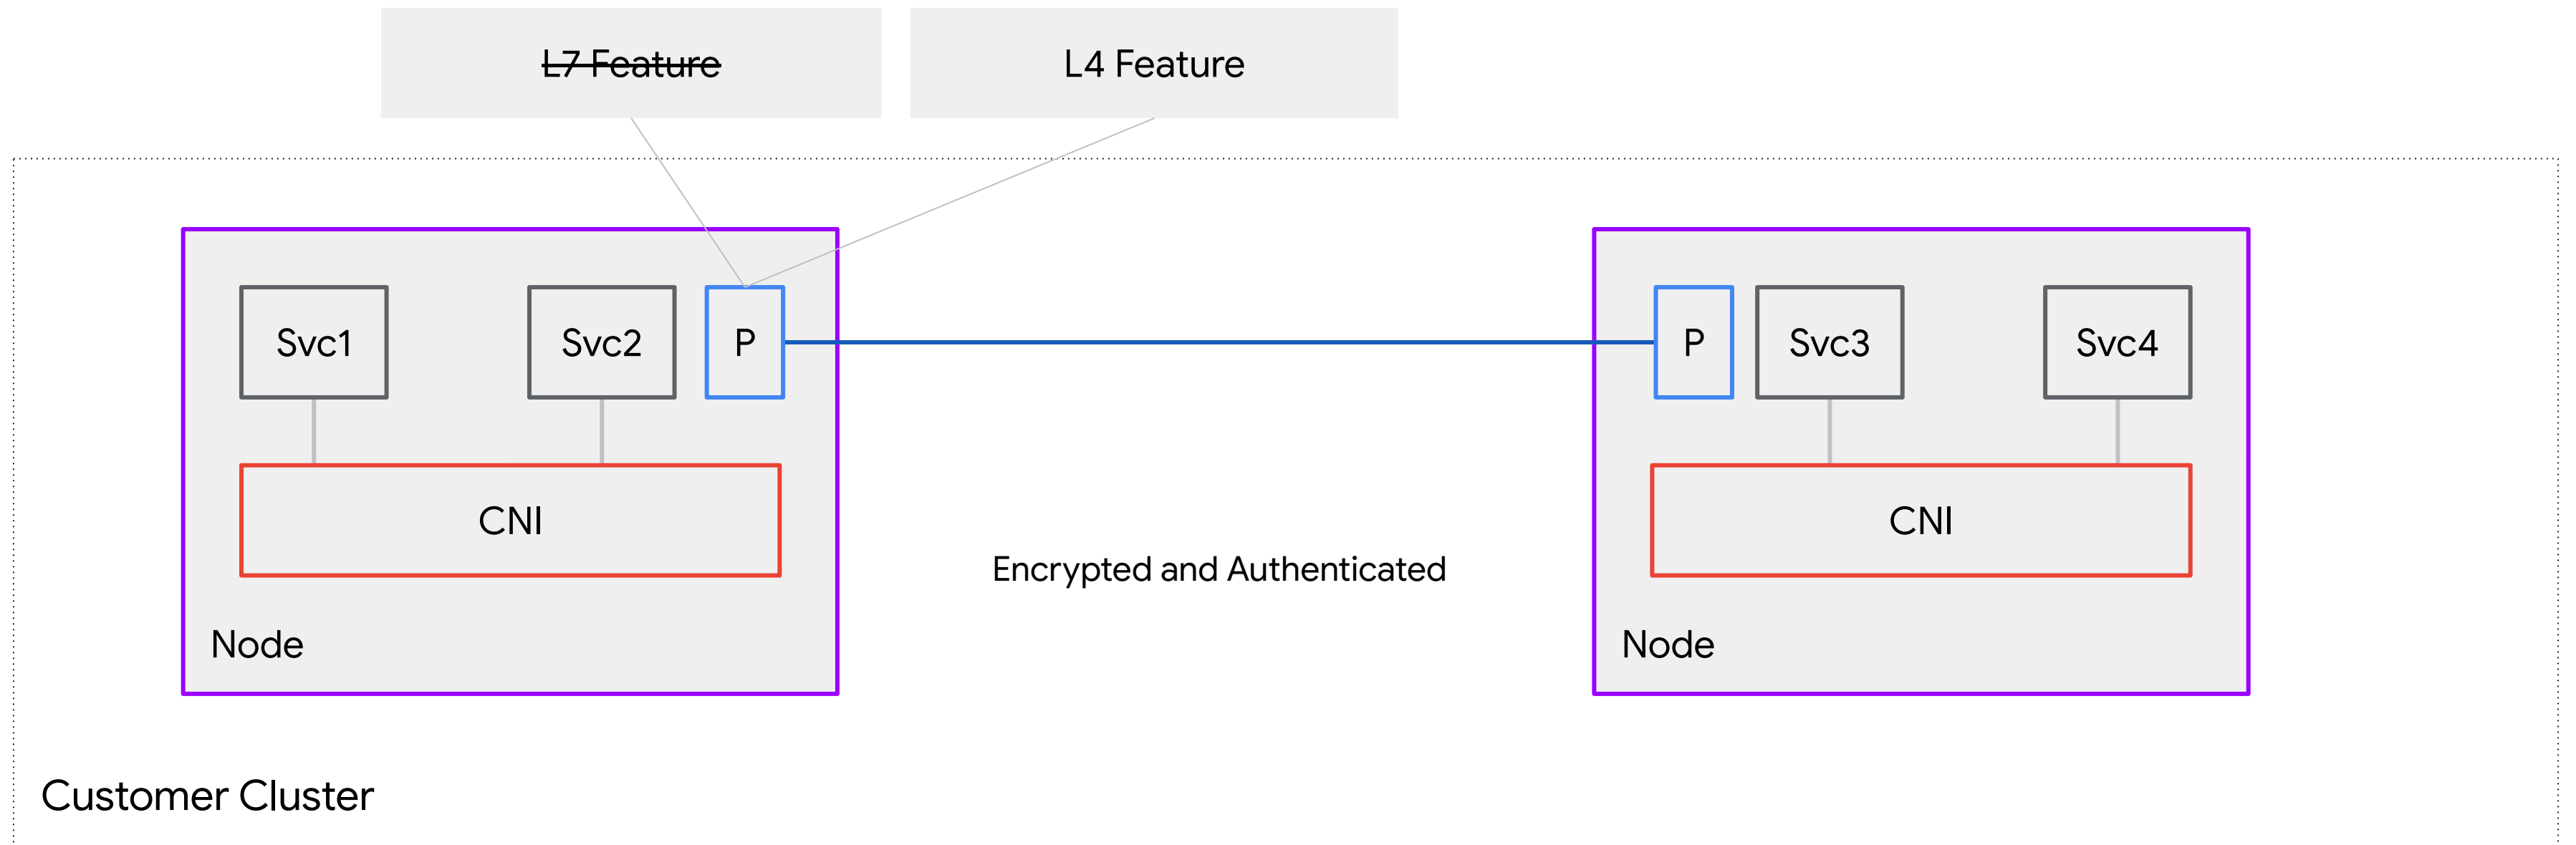 L7 Feature
L4 Feature
Svc1
Svc2
P
P
Svc3
Svc4
CNI
CNI
Encrypted and Authenticated
Node
Node
Customer Cluster